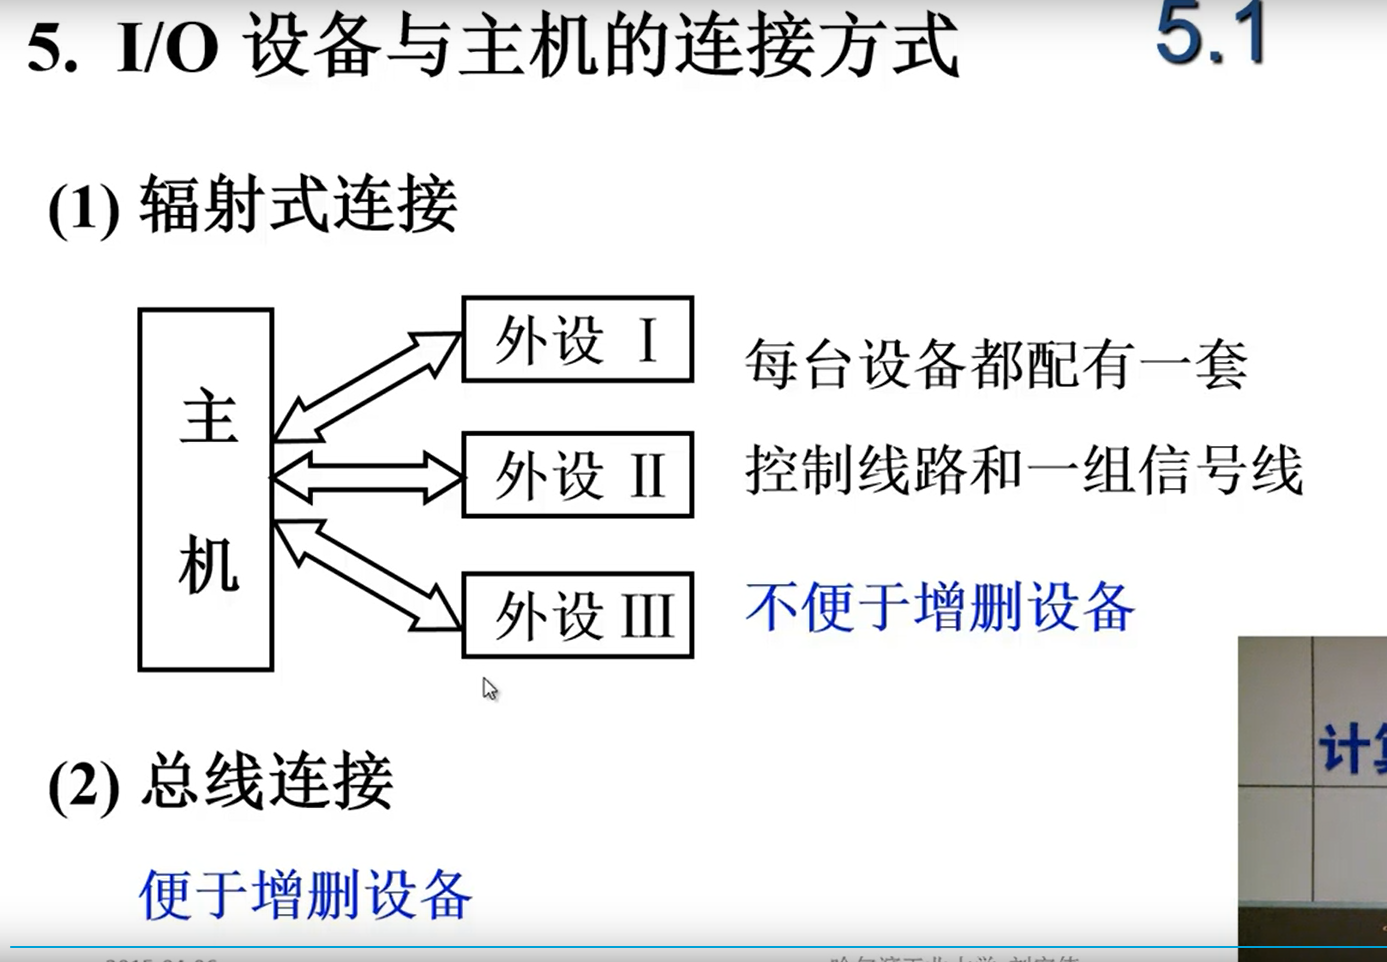 5. I/O 设备与主机的连接方式
5.1
(1) 辐射式连接
主机
外设 Ⅰ
外设 Ⅱ
外设 Ⅲ
每台设备都配有一套
控制线路和一组信号线
不便于增删设备
(2) 总线连接
便于增删设备
计